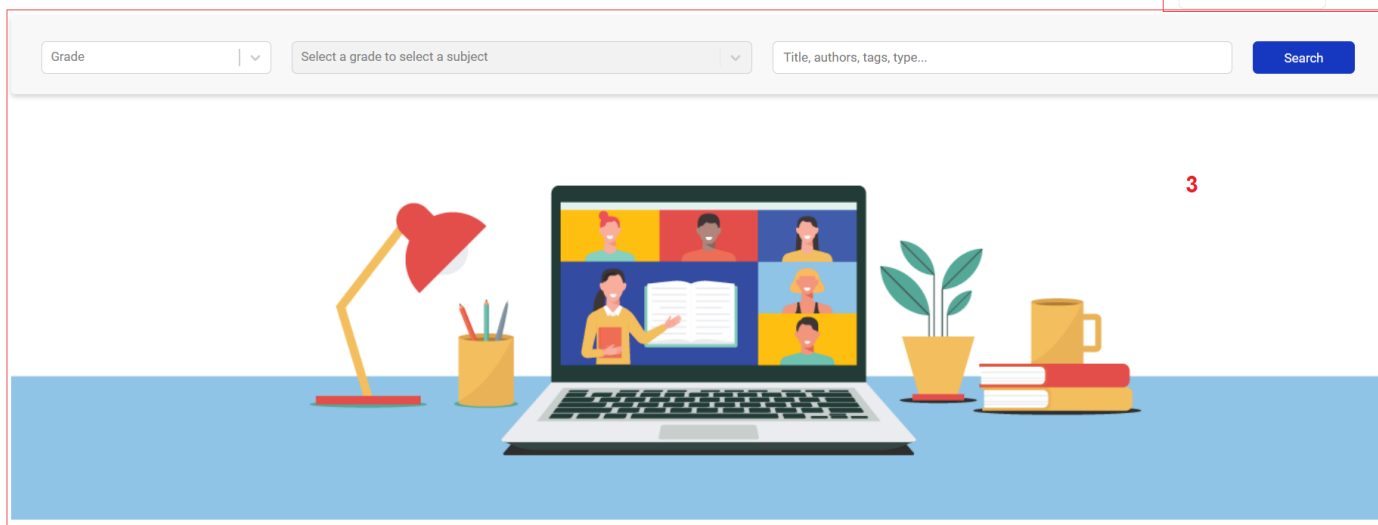 Grade
Select a grade to select a subject
Title, authors, tags, type...
Search
3